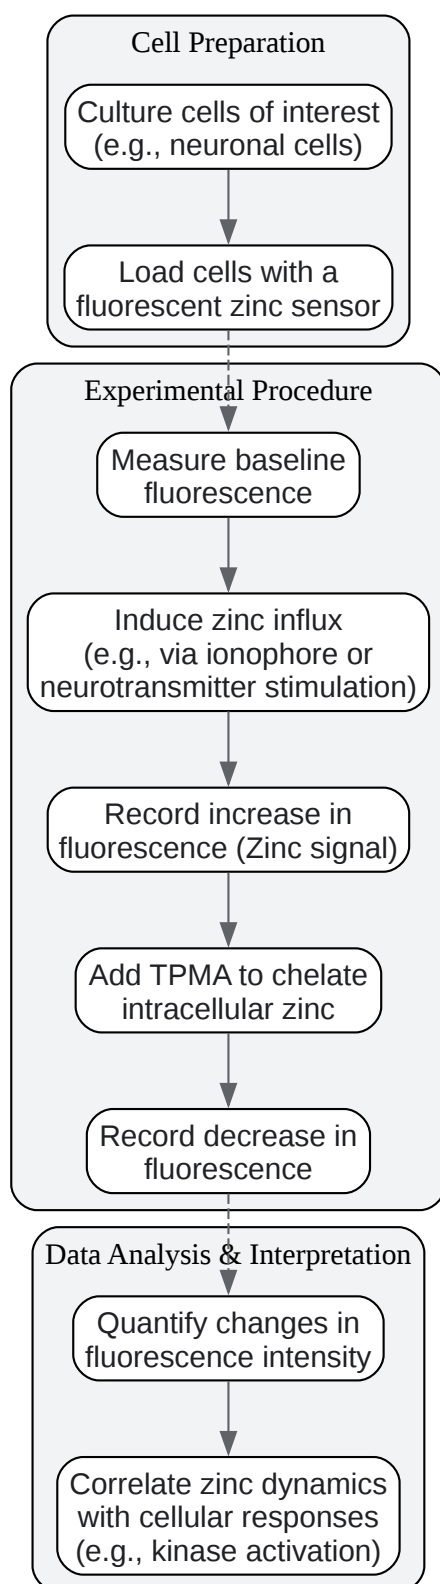 Cell Preparation
Culture cells of interest
(e.g., neuronal cells)
Load cells with a
fluorescent zinc sensor
Experimental Procedure
Measure baseline
fluorescence
Induce zinc influx
(e.g., via ionophore or
neurotransmitter stimulation)
Record increase in
fluorescence (Zinc signal)
Add TPMA to chelate
intracellular zinc
Record decrease in
fluorescence
Data Analysis & Interpretation
Quantify changes in
fluorescence intensity
Correlate zinc dynamics
with cellular responses
(e.g., kinase activation)